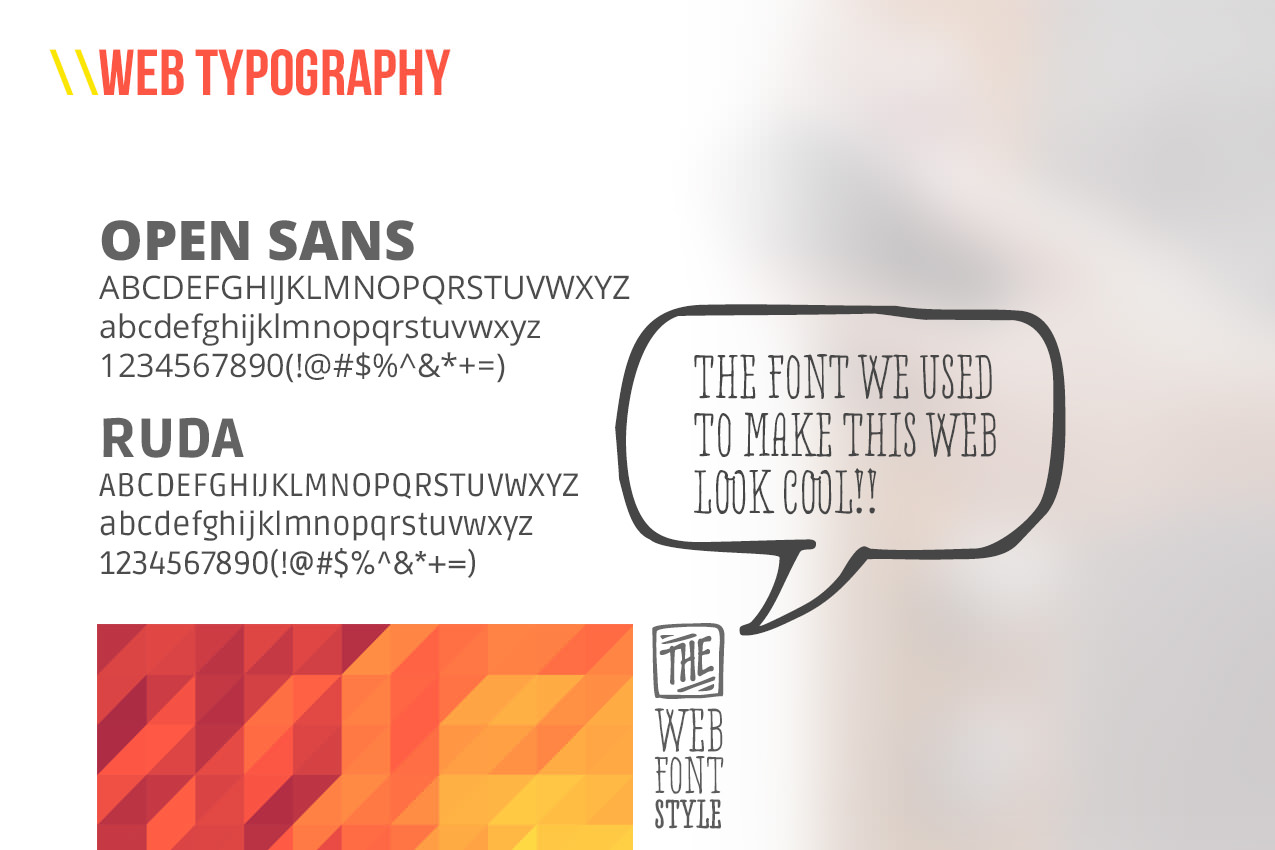 \\WEB TYPOGRAPHY
OPEN SANS
ABCDEFGHIJKLMNOPQRSTUVWXYZ
abcdefghijklmnopqrstuvwxyz
1234567890(!@#$%^&*+=)
RUDA
ABCDEFGHIJKLMNOPQRSTUVWXYZ
abcdefghijklmnopqrstuvwxyz
1234567890(!@#$%^&*+=)
THE FONT WE USED
TO MAKE THIS WEB
LOOK COOL!!
THE
WEB
FONT
STYLE